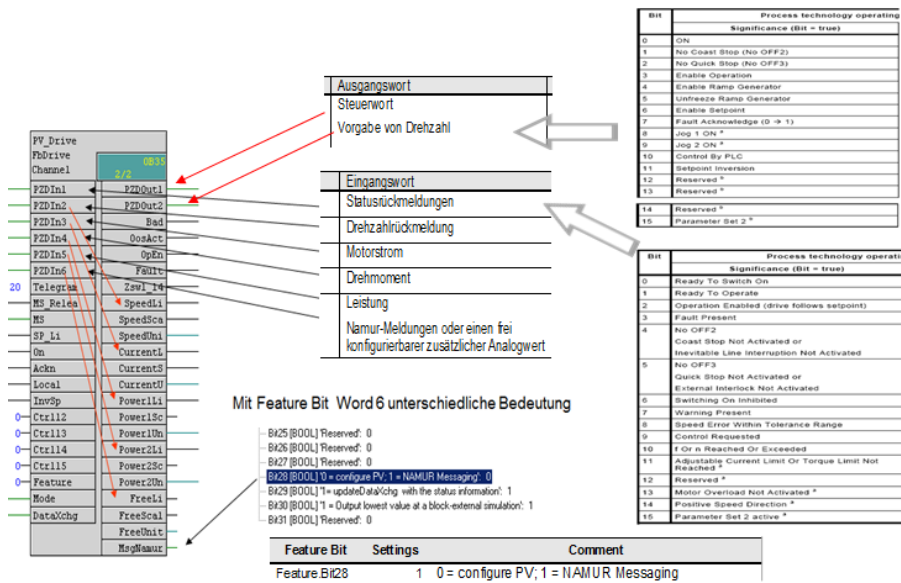 Ausgangswort
Steuerwort
Vorgabe von Drehzahl
Eingangswort
Statusrückmeldungen
Drehzahlrückmeldung
Motorstrom
Drehmoment
Leistung
Namur-Meldungen oder einen frei
konfigurierbarer zusätzlicher Analogwert
PV_Drive
FbDrive
Channel
OB35
2/2
PZDIn1 PZDOut1
PZDIn2 PZDOut2
PZDIn3 Bad
PZDIn4 OosAct
PZDIn5 OpEn
PZDIn6 Fault
20 Telegram Zsw1_14
MS_Relea SpeedLi
MS SpeedSca
SP_Li SpeedUni
On CurrentL
Ackn CurrentS
Local CurrentU
InvSp Power1Li
0 Ctrl12 Power1Sc
0 Ctrl13 Power1Un
0 Ctrl14 Power2Li
0 Ctrl15 Power2Sc
0 Feature Power2Un
Mode FreeLi
DataXchg FreeScal
FreeUnit
MsgNamur
Bit Process technology operating
Significance (Bit = true)
0 ON
1 No Coast Stop (No OFF2)
2 No Quick Stop (No OFF3)
3 Enable Operation
4 Enable Ramp Generator
5 Unfreeze Ramp Generator
6 Enable Setpoint
7 Fault Acknowledge (0 → 1)
8 Jog 1 ON *
9 Jog 2 ON *
10 Control By PLC
11 Setpoint Inversion
12 Reserved *
13 Reserved *
14 Reserved *
15 Parameter Set 2 *
Bit Process technology operati
Significance (Bit = true)
0 Ready To Switch On
1 Ready To Operate
2 Operation Enabled (drive follows setpoint)
3 Fault Present
4 No OFF2
Coast Stop Not Activated or
Inevitable Line Interruption Not Activated
5 No OFF3
Quick Stop Not Activated or
External Interlock Not Activated
6 Switching On Inhibited
7 Warning Present
8 Speed Error Within Tolerance Range
9 Control Requested
10 f Or n Reached Or Exceeded
11 Adjustable Current Limit Or Torque Limit Not
Reached *
12 Reserved *
13 Motor Overload Not Activated *
14 Positive Speed Direction *
15 Parameter Set 2 active *
Mit Feature Bit Word 6 unterschiedliche Bedeutung
Bit25 [BOOL] 'Reserved': 0
Bit26 [BOOL] 'Reserved': 0
Bit27 [BOOL] 'Reserved': 0
Bit28 [BOOL] '0 = configure PV; 1 = NAMUR Messaging': 0
Bit29 [BOOL] '1= updateDataXchg with the status information': 1
Bit30 [BOOL] '1 = Output lowest value at a block-external simulation': 1
Bit31 [BOOL] 'Reserved': 0
Feature Bit Settings Comment
Feature.Bit28 1 0 = configure PV; 1 = NAMUR Messaging